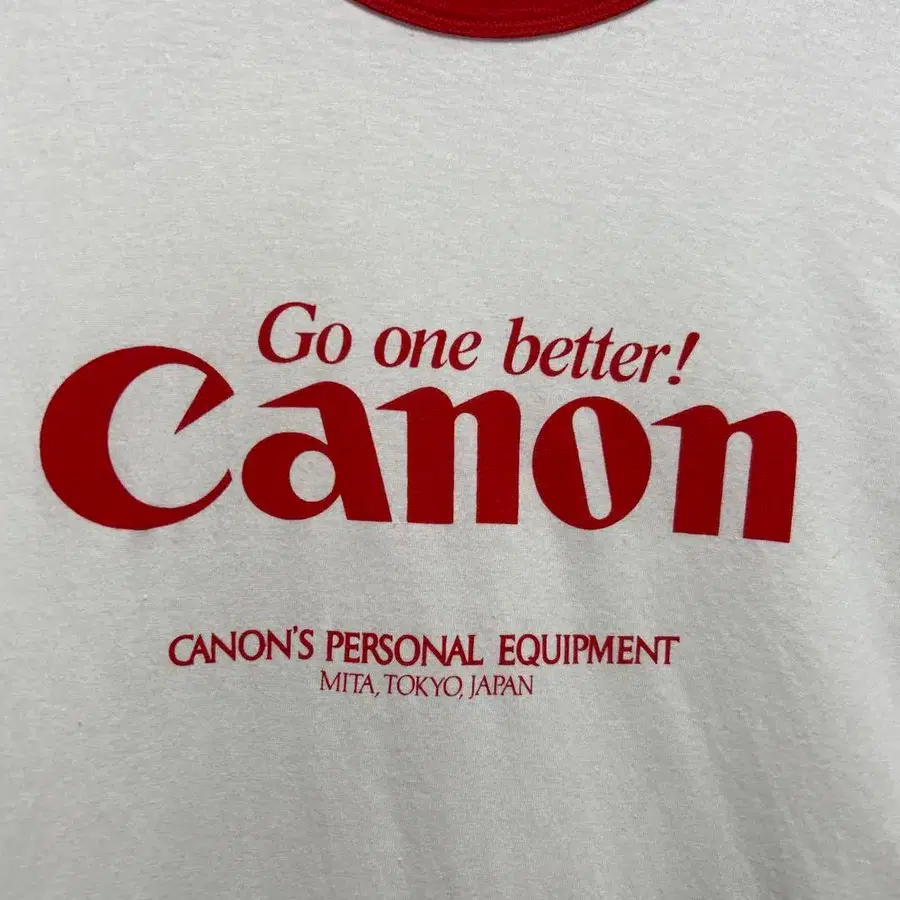 Go one better!
Canon
CANON'S PERSONAL EQUIPMENT
MITA, TOKYO, JAPAN